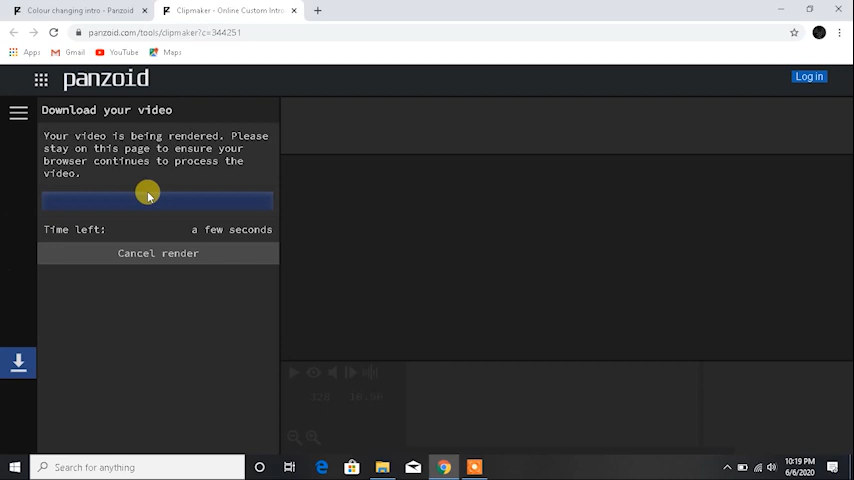 Colour changing intro - Panzoid
Clipmaker - Online Custom Intro
panzoid.com/tools/clipmaker?c=344251
Apps Gmail YouTube Maps
panzoid
Log in
Download your video
Your video is being rendered. Please
stay on this page to ensure your
browser continues to process the
video.
Time left: a few seconds
Cancel render
128
Search for anything
10:19 PM
6/6/2020